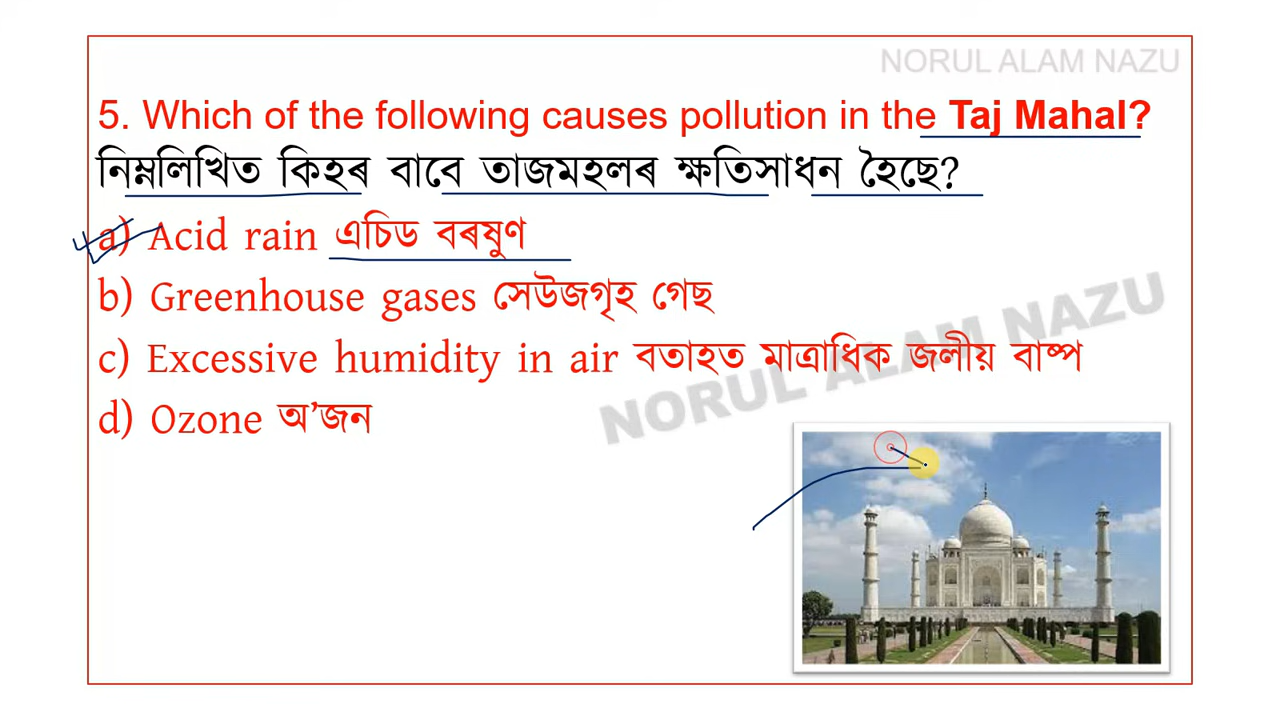 NORUL ALAM NAZU
5. Which of the following causes pollution in the Taj Mahal?
নিম্নলিখিত কিহৰ বাবে তাজমহলৰ ক্ষতিসাধন হৈছে?
a) Acid rain এচিড বৰষুণ
b) Greenhouse gases সেউজগৃহ গেছ
c) Excessive humidity in air বতাহত মাত্ৰাধিক জলীয় বাষ্প
d) Ozone অ’জন
NORUL ALAM NAZU